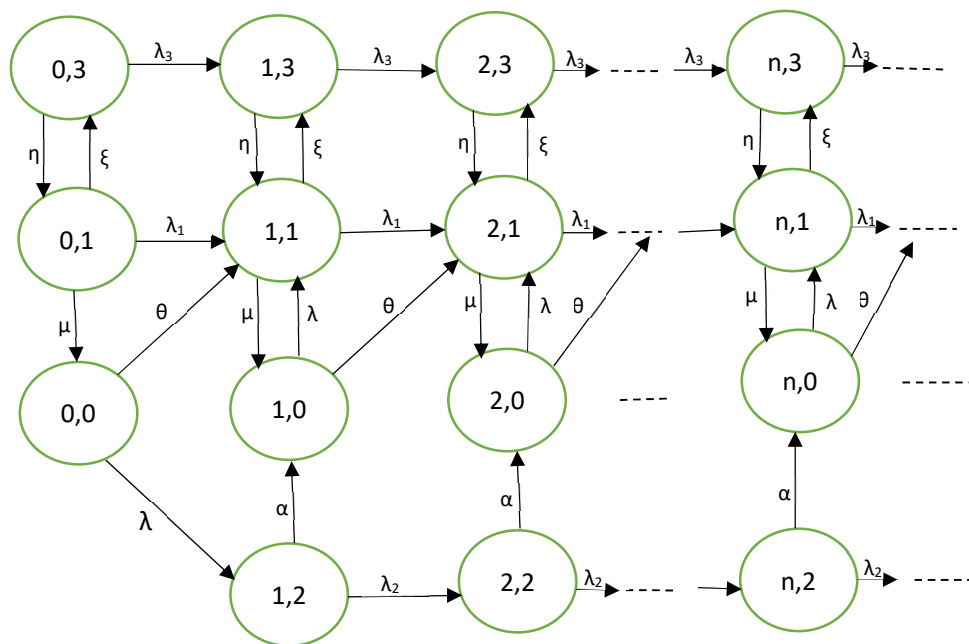 0,3 λ₃ 1,3 λ₃ 2,3 λ₃ λ₃ n,3 λ₃
η ξ η ξ η ξ η ξ
0,1 λ₁ 1,1 λ₁ 2,1 λ₁ n,1 λ₁
μ θ μ λ θ μ λ θ μ λ θ
0,0 1,0 2,0 n,0
λ α α α
1,2 λ₂ 2,2 λ₂ n,2 λ₂